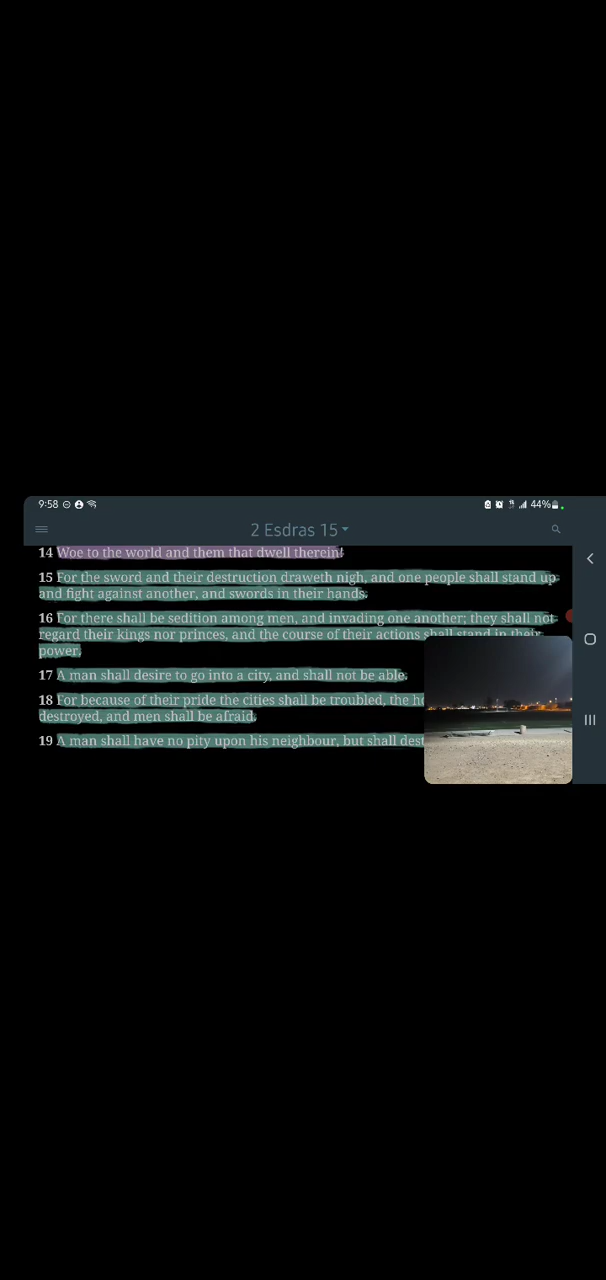 9:58 44%
2 Esdras 15
14 Woe to the world and them that dwell therein!
15 For the sword and their destruction draweth nigh, and one people shall stand up
and fight against another, and swords in their hands.
16 For there shall be sedition among men, and invading one another; they shall not
regard their kings nor princes, and the course of their actions shall stand in their
power.
17 A man shall desire to go into a city, and shall not be able.
18 For because of their pride the cities shall be troubled, the
destroyed, and men shall be afraid.
19 A man shall have no pity upon his neighbour, but shall